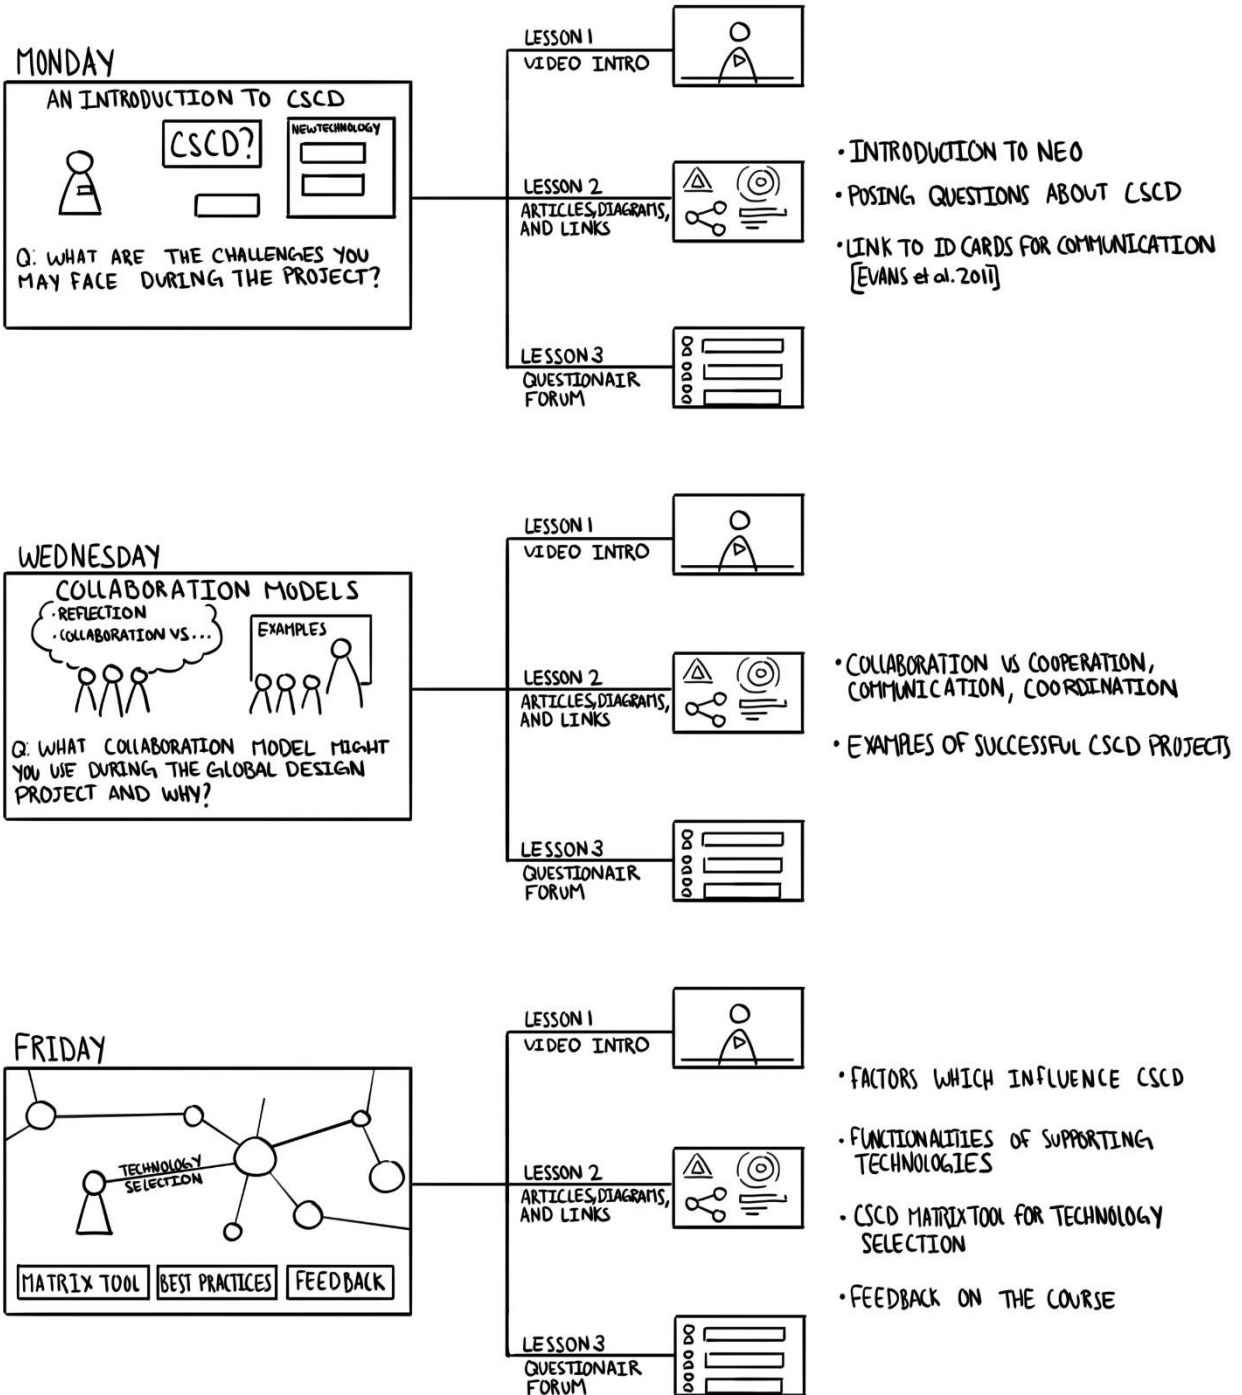 MONDAY
AN INTRODUCTION TO CSCD
CSCD?
NEW TECHNOLOGY
Q: WHAT ARE THE CHALLENGES YOU
MAY FACE DURING THE PROJECT?
LESSON 1
VIDEO INTRO
LESSON 2
ARTICLES, DIAGRAMS,
AND LINKS
LESSON 3
QUESTIONAIR
FORUM
• INTRODUCTION TO NEO
• POSING QUESTIONS ABOUT CSCD
• LINK TO ID CARDS FOR COMMUNICATION
[EVANS et al. 2011]
WEDNESDAY
COLLABORATION MODELS
· REFLECTION
· COLLABORATION VS...
EXAMPLES
Q: WHAT COLLABORATION MODEL MIGHT
YOU USE DURING THE GLOBAL DESIGN
PROJECT AND WHY?
LESSON 1
VIDEO INTRO
LESSON 2
ARTICLES, DIAGRAMS,
AND LINKS
LESSON 3
QUESTIONAIR
FORUM
• COLLABORATION VS COOPERATION,
COMMUNICATION, COORDINATION
• EXAMPLES OF SUCCESSFUL CSCD PROJECTS
FRIDAY
TECHNOLOGY
SELECTION
MATRIX TOOL
BEST PRACTICES
FEEDBACK
LESSON 1
VIDEO INTRO
LESSON 2
ARTICLES, DIAGRAMS,
AND LINKS
LESSON 3
QUESTIONAIR
FORUM
• FACTORS WHICH INFLUENCE CSCD
• FUNCTIONALITIES OF SUPPORTING
TECHNOLOGIES
• CSCD MATRIX TOOL FOR TECHNOLOGY
SELECTION
• FEEDBACK ON THE COURSE